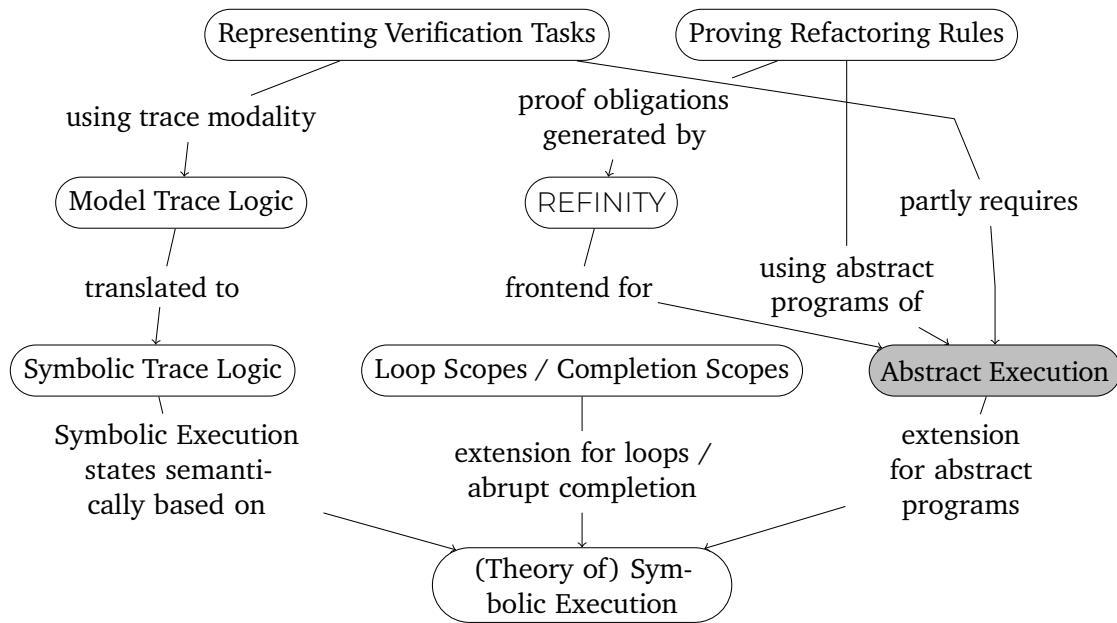 Representing Verification Tasks
Proving Refactoring Rules
using trace modality
proof obligations
generated by
Model Trace Logic
REFINITY
partly requires
translated to
frontend for
using abstract
programs of
Symbolic Trace Logic
Loop Scopes / Completion Scopes
Abstract Execution
Symbolic Execution
states semanti-
cally based on
extension for loops /
abrupt completion
extension
for abstract
programs
(Theory of) Sym-
bolic Execution